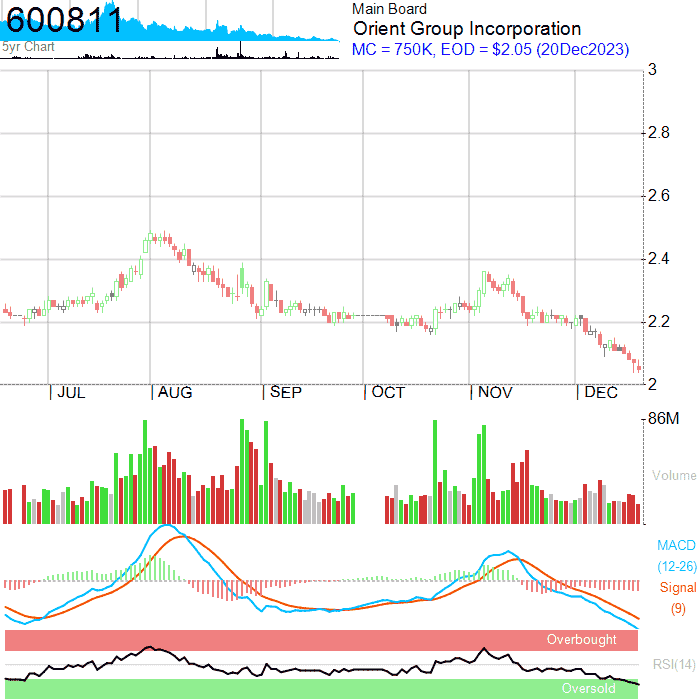 600811
5yr Chart
Main Board
Orient Group Incorporation
MC = 750K, EOD = $2.05 (20Dec2023)
3
2.8
2.6
2.4
2.2
2
JUL AUG SEP OCT NOV DEC
86M
Volume
MACD
(12-26)
Signal
(9)
Overbought
RSI(14)
Oversold